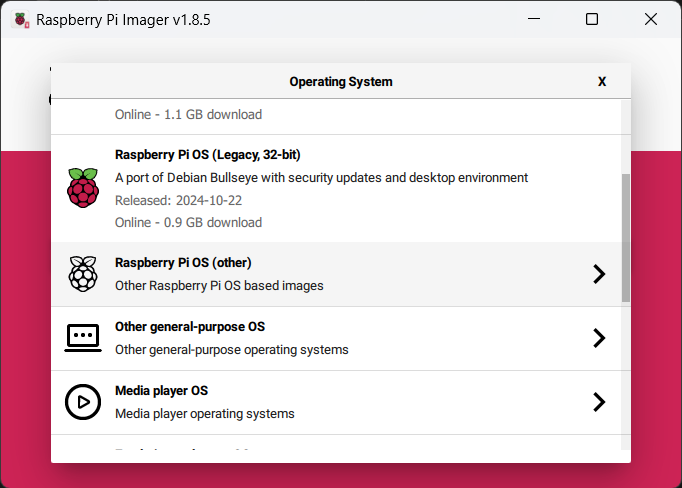 Raspberry Pi Imager v1.8.5
Operating System
X
Online - 1.1 GB download
Raspberry Pi OS (Legacy, 32-bit)
A port of Debian Bullseye with security updates and desktop environment
Released: 2024-10-22
Online - 0.9 GB download
Raspberry Pi OS (other)
Other Raspberry Pi OS based images
Other general-purpose OS
Other general-purpose operating systems
Media player OS
Media player operating systems